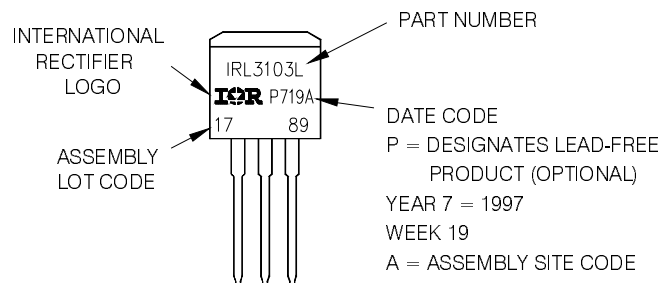 INTERNATIONAL
RECTIFIER
LOGO
PART NUMBER
IRL3103L
IOR P719A
17 89
ASSEMBLY
LOT CODE
DATE CODE
P = DESIGNATES LEAD-FREE
PRODUCT (OPTIONAL)
YEAR 7 = 1997
WEEK 19
A = ASSEMBLY SITE CODE